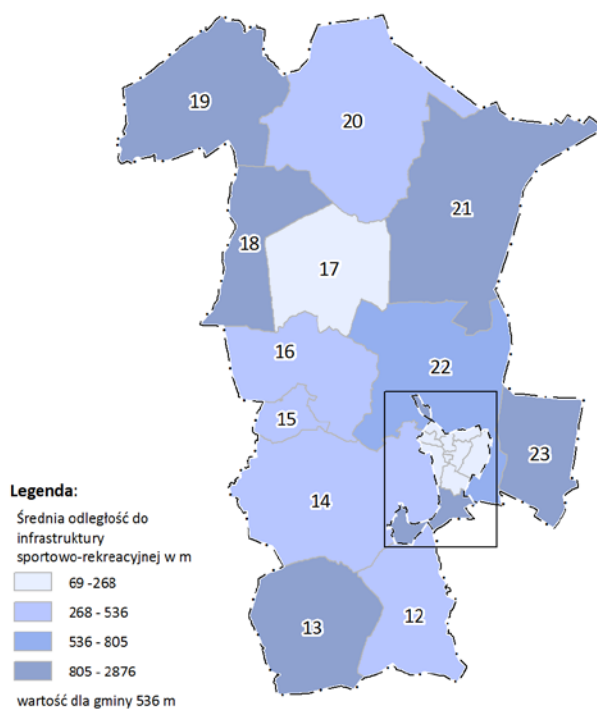 19
20
21
18
17
16
22
15
23
14
13
12
Legenda:
Średnia odległość do
infrastruktury
sportowo-rekreacyjnej w m
69 -268
268 - 536
536 - 805
805 - 2876
wartość dla gminy 536 m